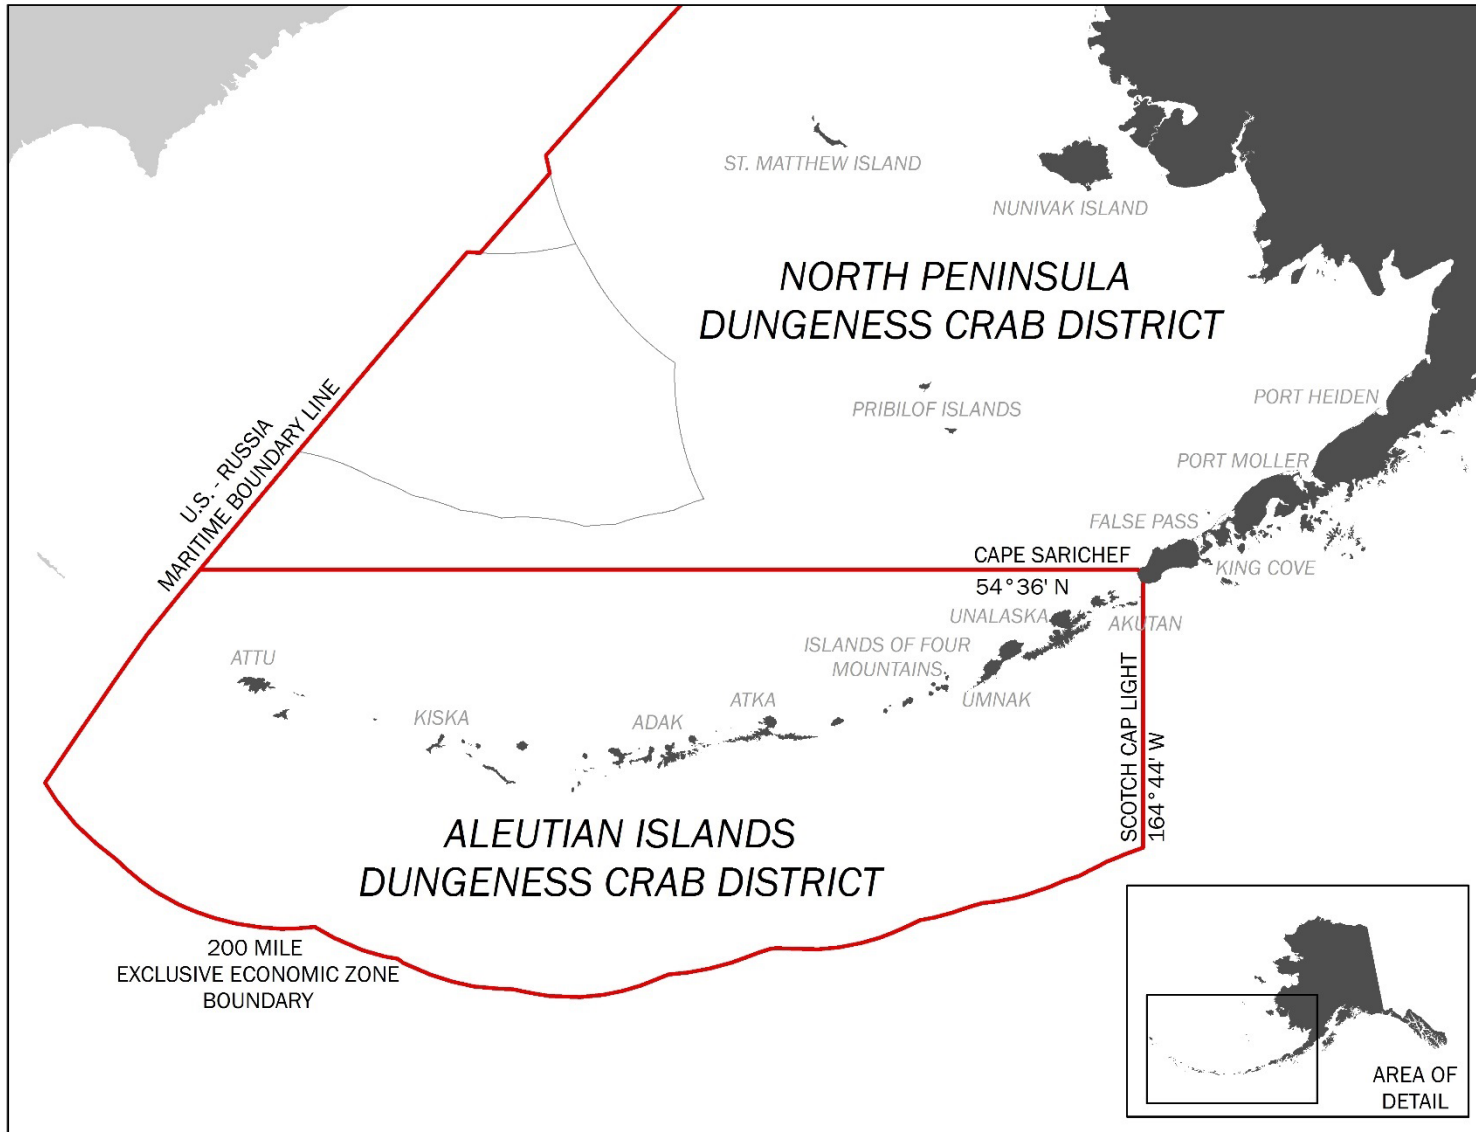 ST. MATTHEW ISLAND
NUNIVAK ISLAND
NORTH PENINSULA
DUNGENESS CRAB DISTRICT
PRIBILOF ISLANDS
PORT HEIDEN
PORT MOLLER
FALSE PASS
KING COVE
U.S. - RUSSIA
MARITIME BOUNDARY LINE
CAPE SARICHEF
54°36' N
UNALASKA
AKUTAN
ISLANDS OF FOUR
MOUNTAINS
UMNAK
ATTU
KISKA
ADAK
ATKA
SCOTCH CAP LIGHT
164°44' W
ALEUTIAN ISLANDS
DUNGENESS CRAB DISTRICT
200 MILE
EXCLUSIVE ECONOMIC ZONE
BOUNDARY
AREA OF
DETAIL